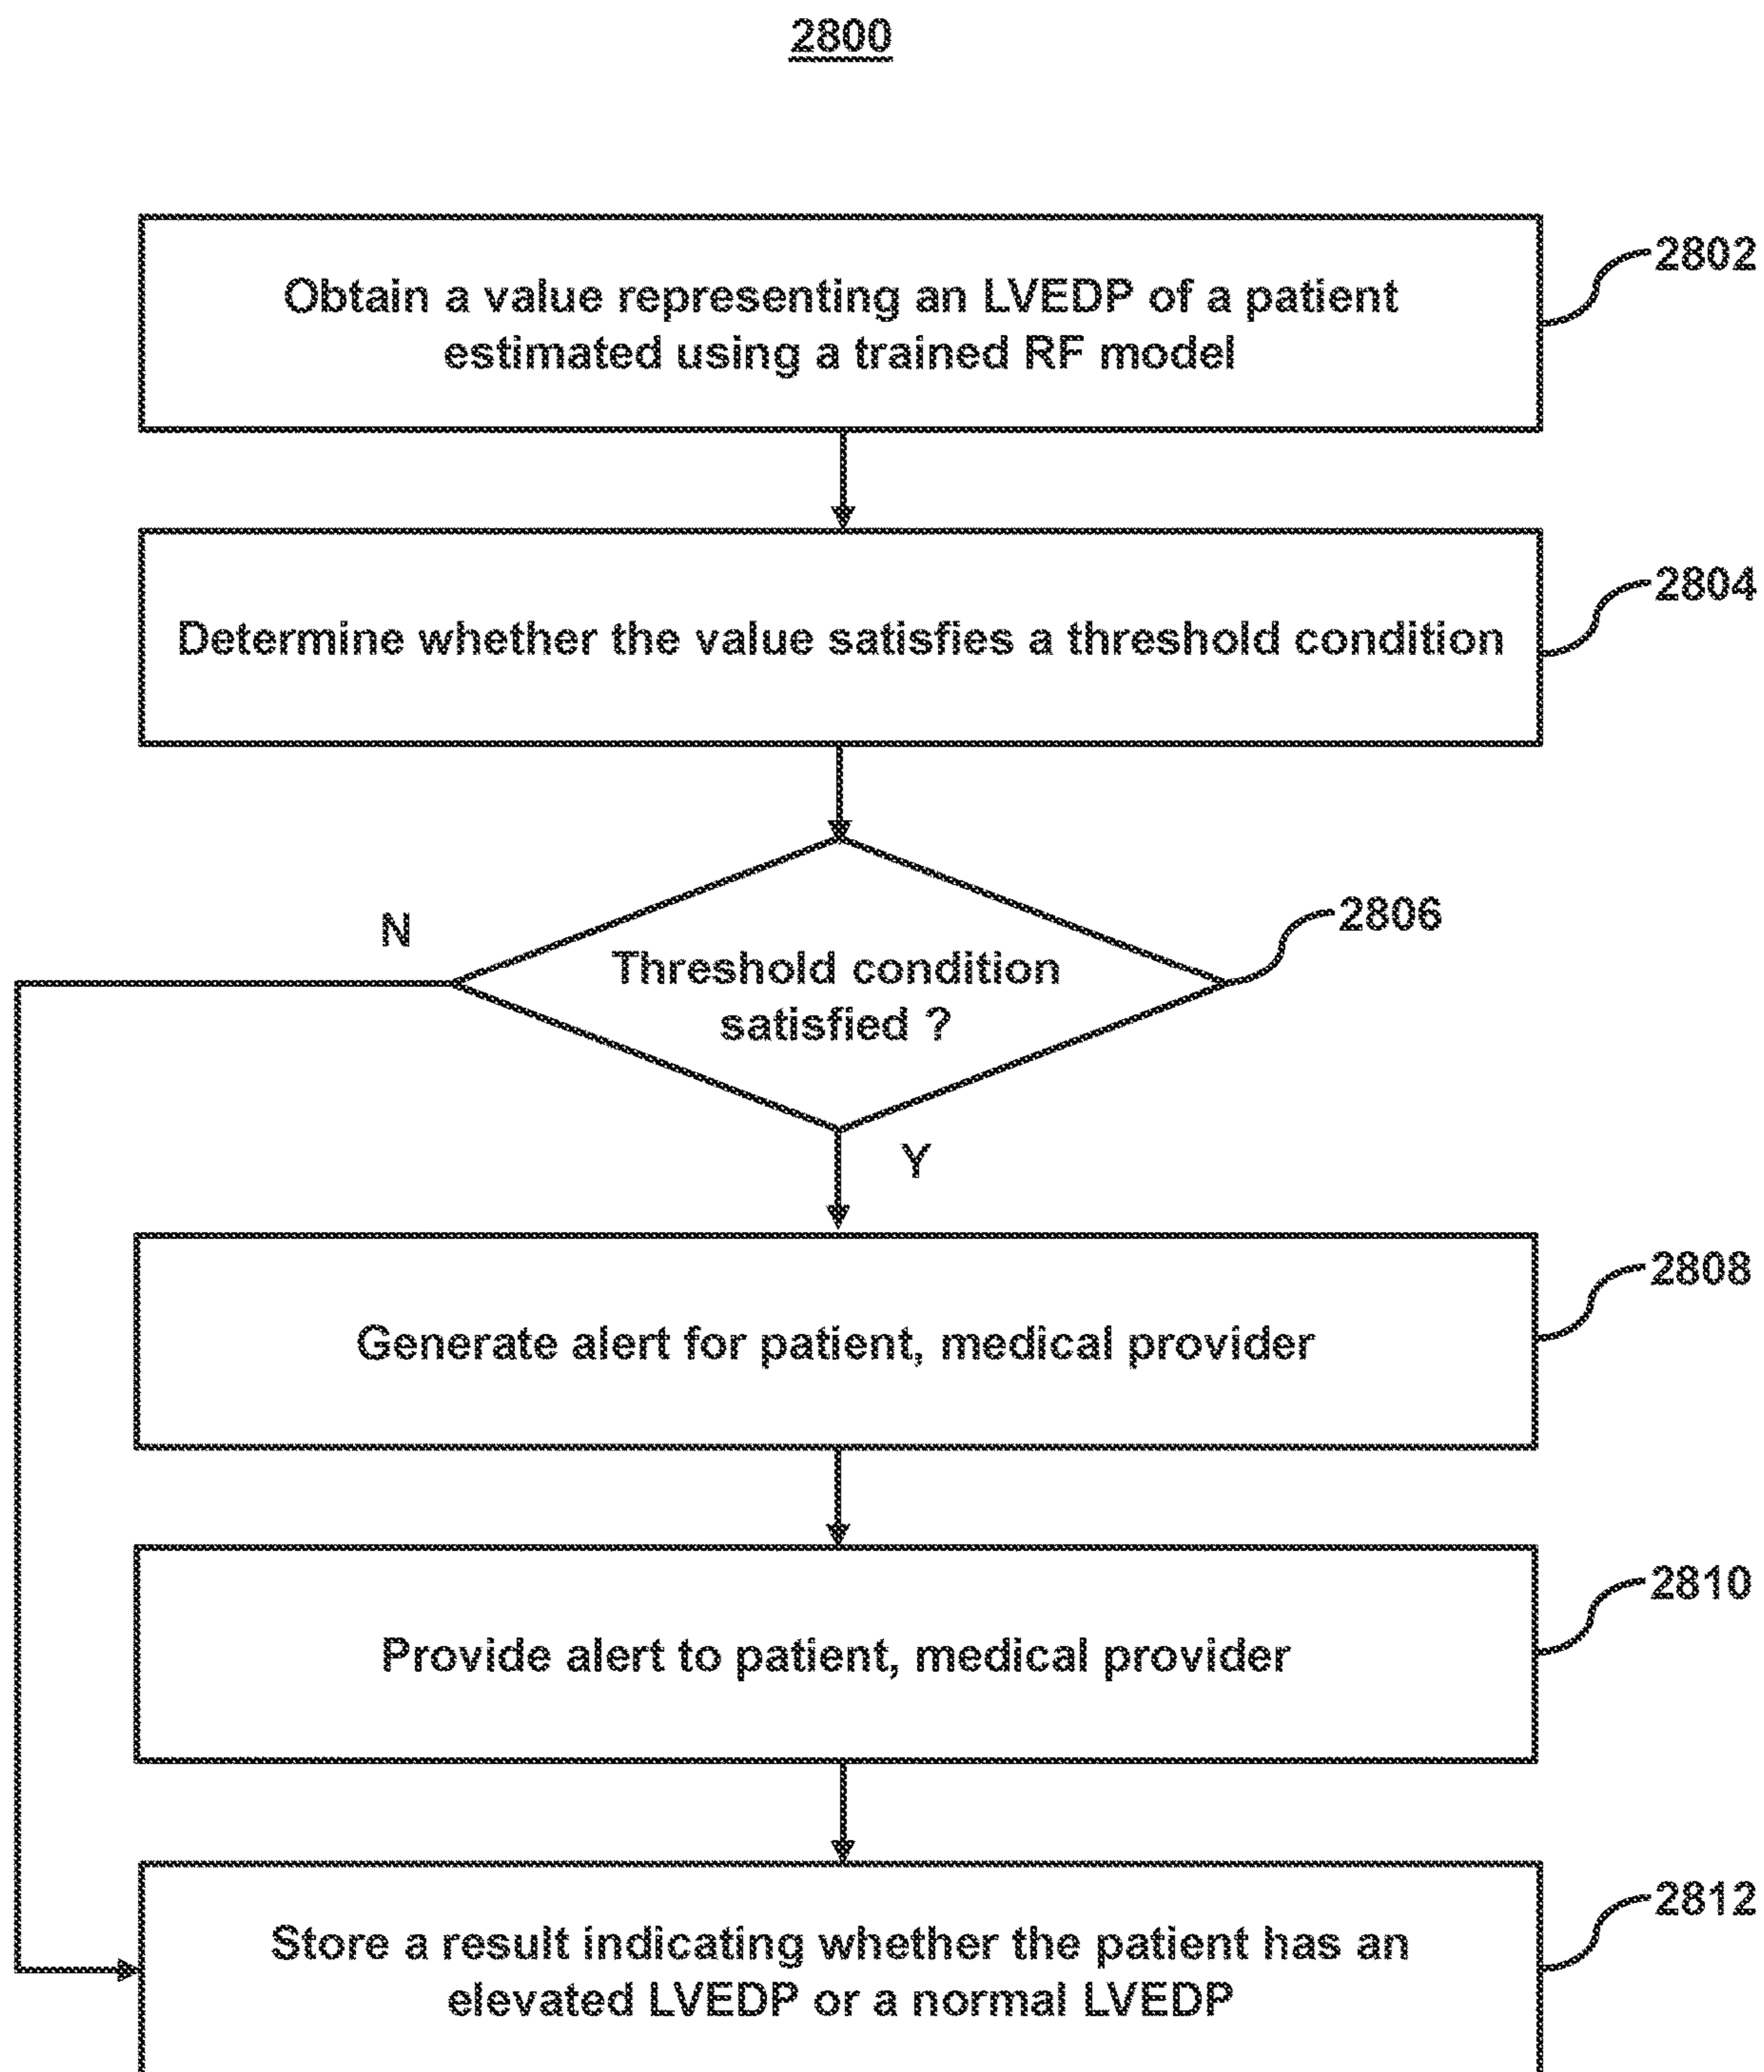 2800
Obtain a value representing an LVEDP of a patient
estimated using a trained RF model
2802
Determine whether the value satisfies a threshold condition
2804
N
Threshold condition
satisfied ?
2806
Y
Generate alert for patient, medical provider
2808
Provide alert to patient, medical provider
2810
Store a result indicating whether the patient has an
elevated LVEDP or a normal LVEDP
2812